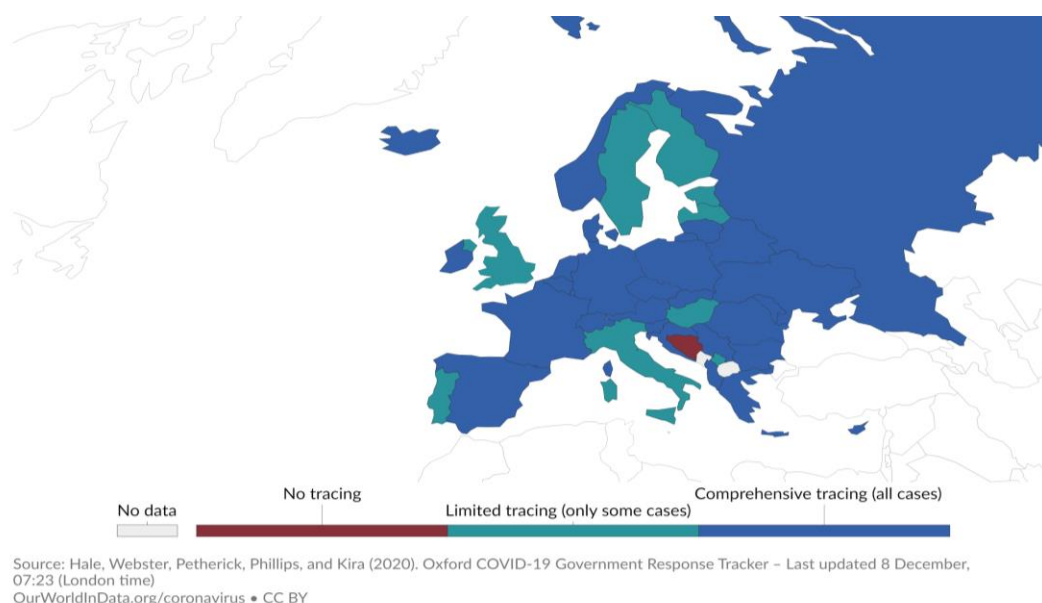 No data
No tracing
Limited tracing (only some cases)
Comprehensive tracing (all cases)
Source: Hale, Webster, Petherick, Phillips, and Kira (2020). Oxford COVID-19 Government Response Tracker – Last updated 8 December,
07:23 (London time)
OurWorldInData.org/coronavirus • CC BY